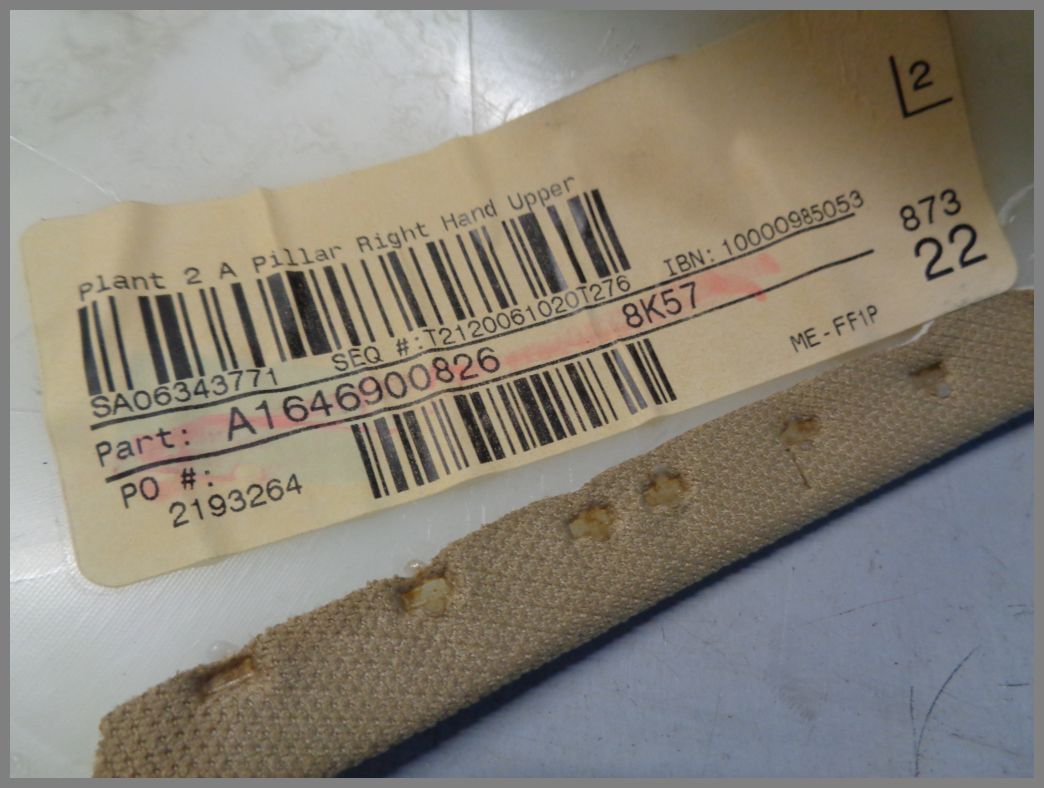 2
Plant 2 A Pillar Right Hand Upper
SA06343771 SEQ #:T2120061020T276 IBN: 10000985053 873
22
Part: A1646900826 8K57
ME-FF1P
PO #:
2193264